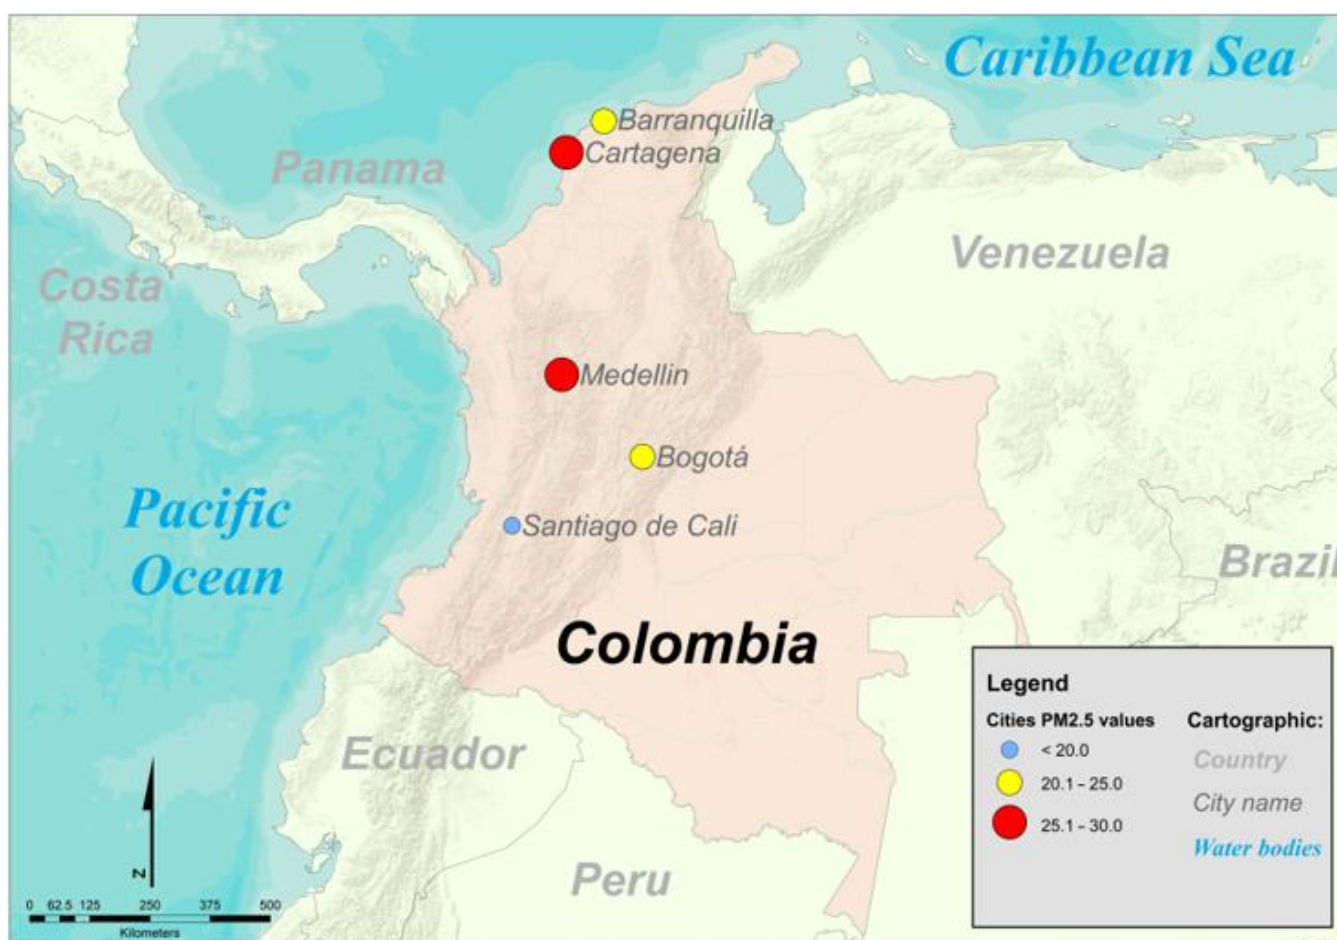 Caribbean Sea
Barranquilla
Cartagena
Panama
Venezuela
Costa
Rica
Medellin
Bogotá
Pacific
Ocean
Santiago de Cali
Brazil
Colombia
Ecuador
Peru
Legend
Cities PM2.5 values
< 20.0
20.1 – 25.0
25.1 – 30.0
Cartographic:
Country
City name
Water bodies
N
0 62.5 125 250 375 500
Kilometers